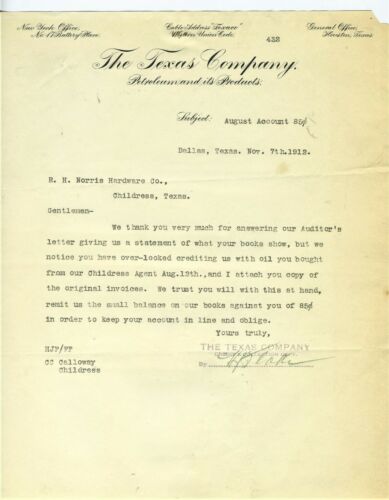 New York Office,
No. 17 Battery Place.
Cable Address "Texaco"
Western Union Code.
432
General Office,
Houston, Texas.
The Texas Company,
Petroleum and its Products.
Subject: August Account 85¢
Dallas, Texas. Nov. 7th.1912.
R. H. Norris Hardware Co.,
Childress, Texas.
Gentlemen-
We thank you very much for answering our Auditor's
letter giving us a statement of what your books show, but we
notice you have over-looked crediting us with oil you bought
from our Childress Agent Aug.19th.,and I attach you copy of
the original invoices. We trust you will with this at hand,
remit us the small balance on our books against you of 85¢
in order to keep your account in line and oblige.
Yours truly,
HJF/FF
THE TEXAS COMPANY
CC Calloway
Childress
By